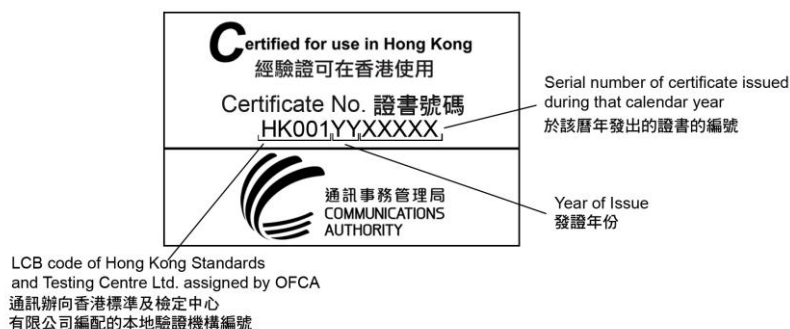 Certified for use in Hong Kong
經驗證可在香港使用
Certificate No. 證書號碼
HK001YYXXXXX
Serial number of certificate issued
during that calendar year
於該曆年發出的證書的編號
通訊事務管理局
COMMUNICATIONS
AUTHORITY
Year of Issue
發證年份
LCB code of Hong Kong Standards
and Testing Centre Ltd. assigned by OFCA
通訊辦向香港標準及檢定中心
有限公司編配的本地驗證機構編號